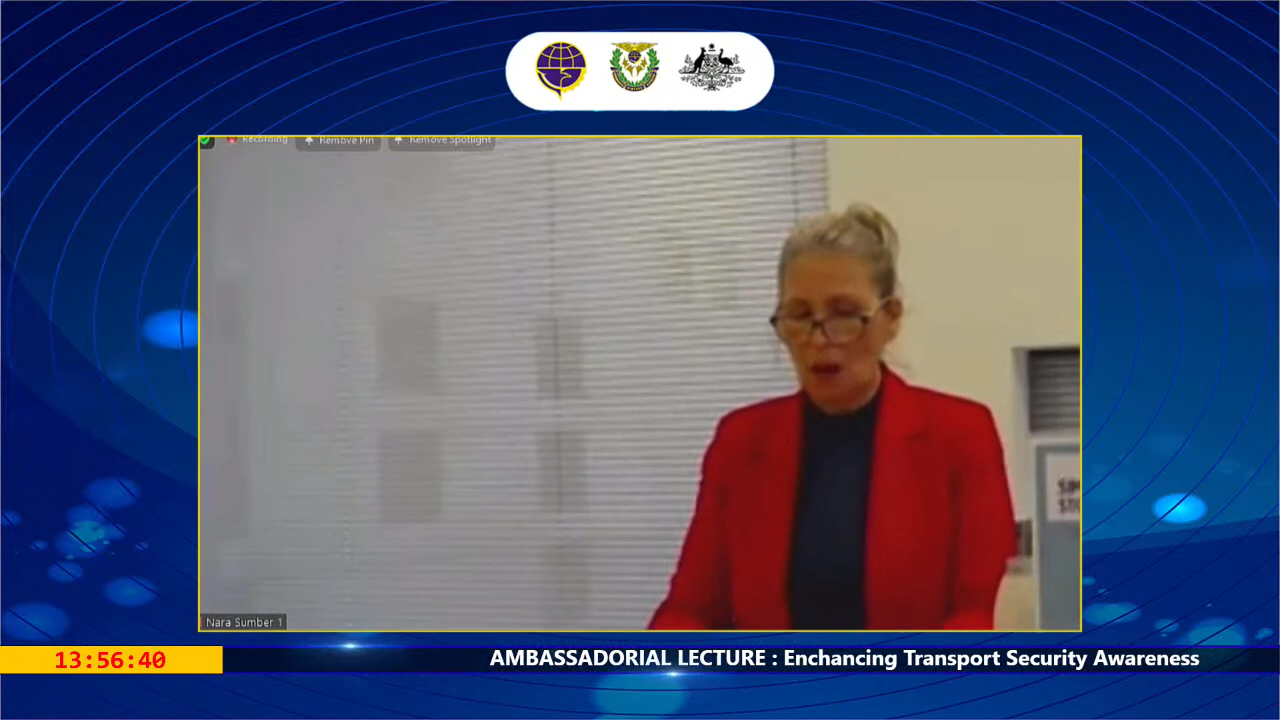 Recording
Remove Pin
Remove Spotlight
Nara Sumber 1
13:56:40
AMBASSADORIAL LECTURE : Enchancing Transport Security Awareness